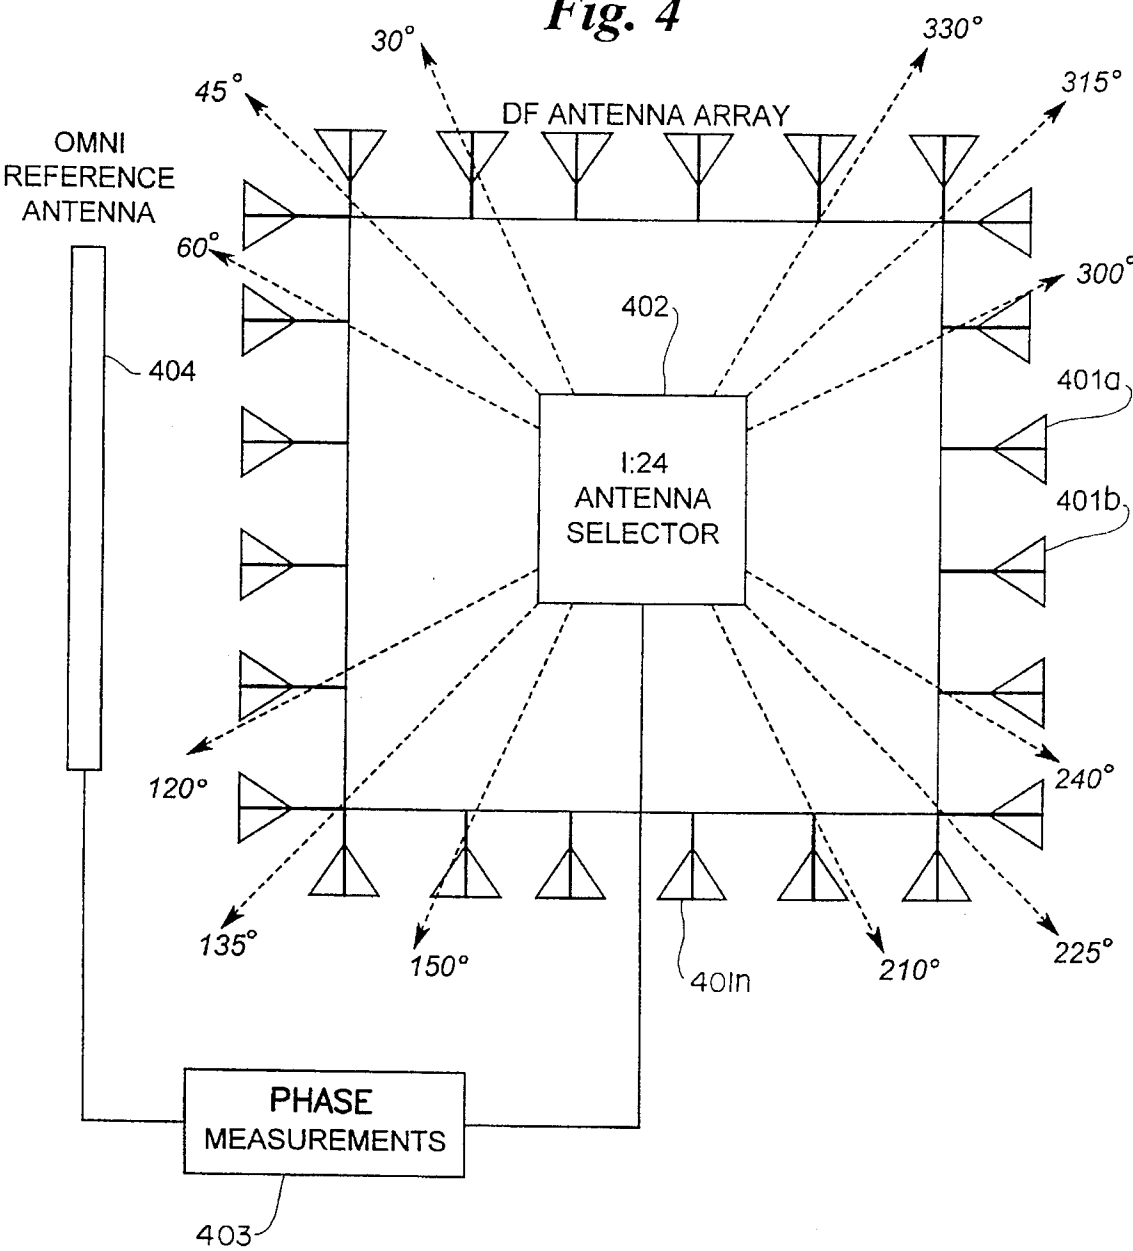 Fig. 4
30°
330°
45°
315°
DF ANTENNA ARRAY
OMNI
REFERENCE
ANTENNA
60°
300°
402
404
401a
I:24
ANTENNA
SELECTOR
401b
120°
240°
135°
150°
210°
225°
401n
PHASE
MEASUREMENTS
403